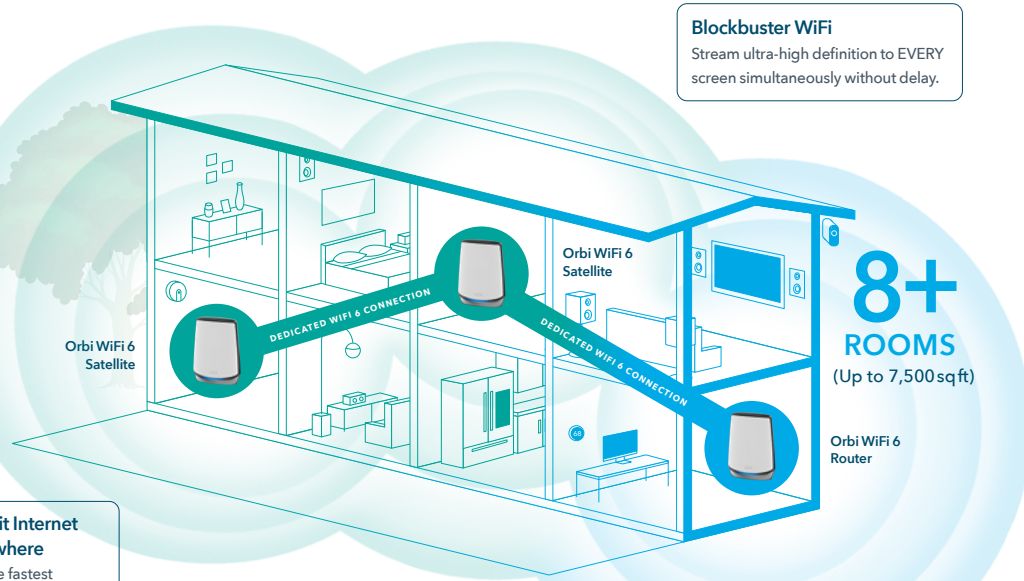 Blockbuster WiFi
Stream ultra-high definition to EVERY
screen simultaneously without delay.
Orbi WiFi 6
Satellite
DEDICATED WIFI 6 CONNECTION
Orbi WiFi 6
Satellite
DEDICATED WIFI 6 CONNECTION
8+
ROOMS
(Up to 7,500 sq ft)
68
Orbi WiFi 6
Router
it Internet
where
e fastest